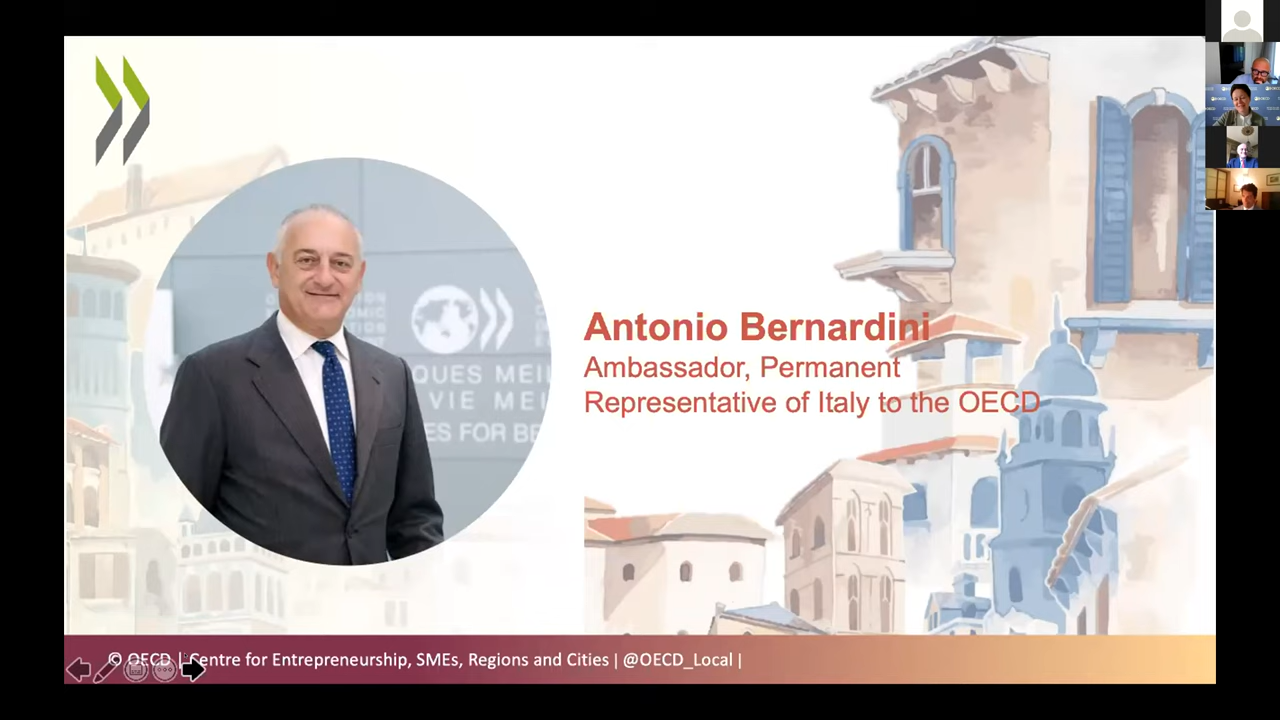 QUES MEI
VIE MEI
ES FOR BE
Antonio Bernardini
Ambassador, Permanent
Representative of Italy to the OECD
© OECD | Centre for Entrepreneurship, SMEs, Regions and Cities | @OECD_Local |